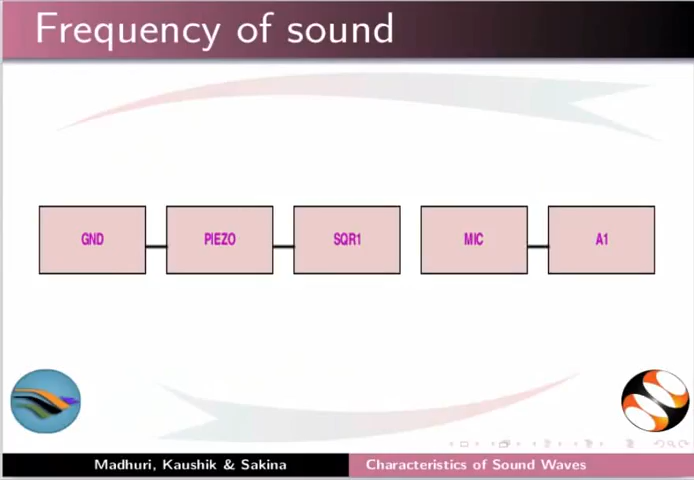 Frequency of sound
GND PIEZO SQR1 MIC A1
Madhuri, Kaushik & Sakina Characteristics of Sound Waves